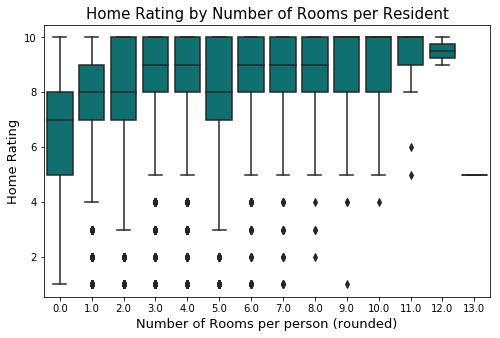 Home Rating by Number of Rooms per Resident
Home Rating
10
8
6
4
2
0.0 1.0 2.0 3.0 4.0 5.0 6.0 7.0 8.0 9.0 10.0 11.0 12.0 13.0
Number of Rooms per person (rounded)